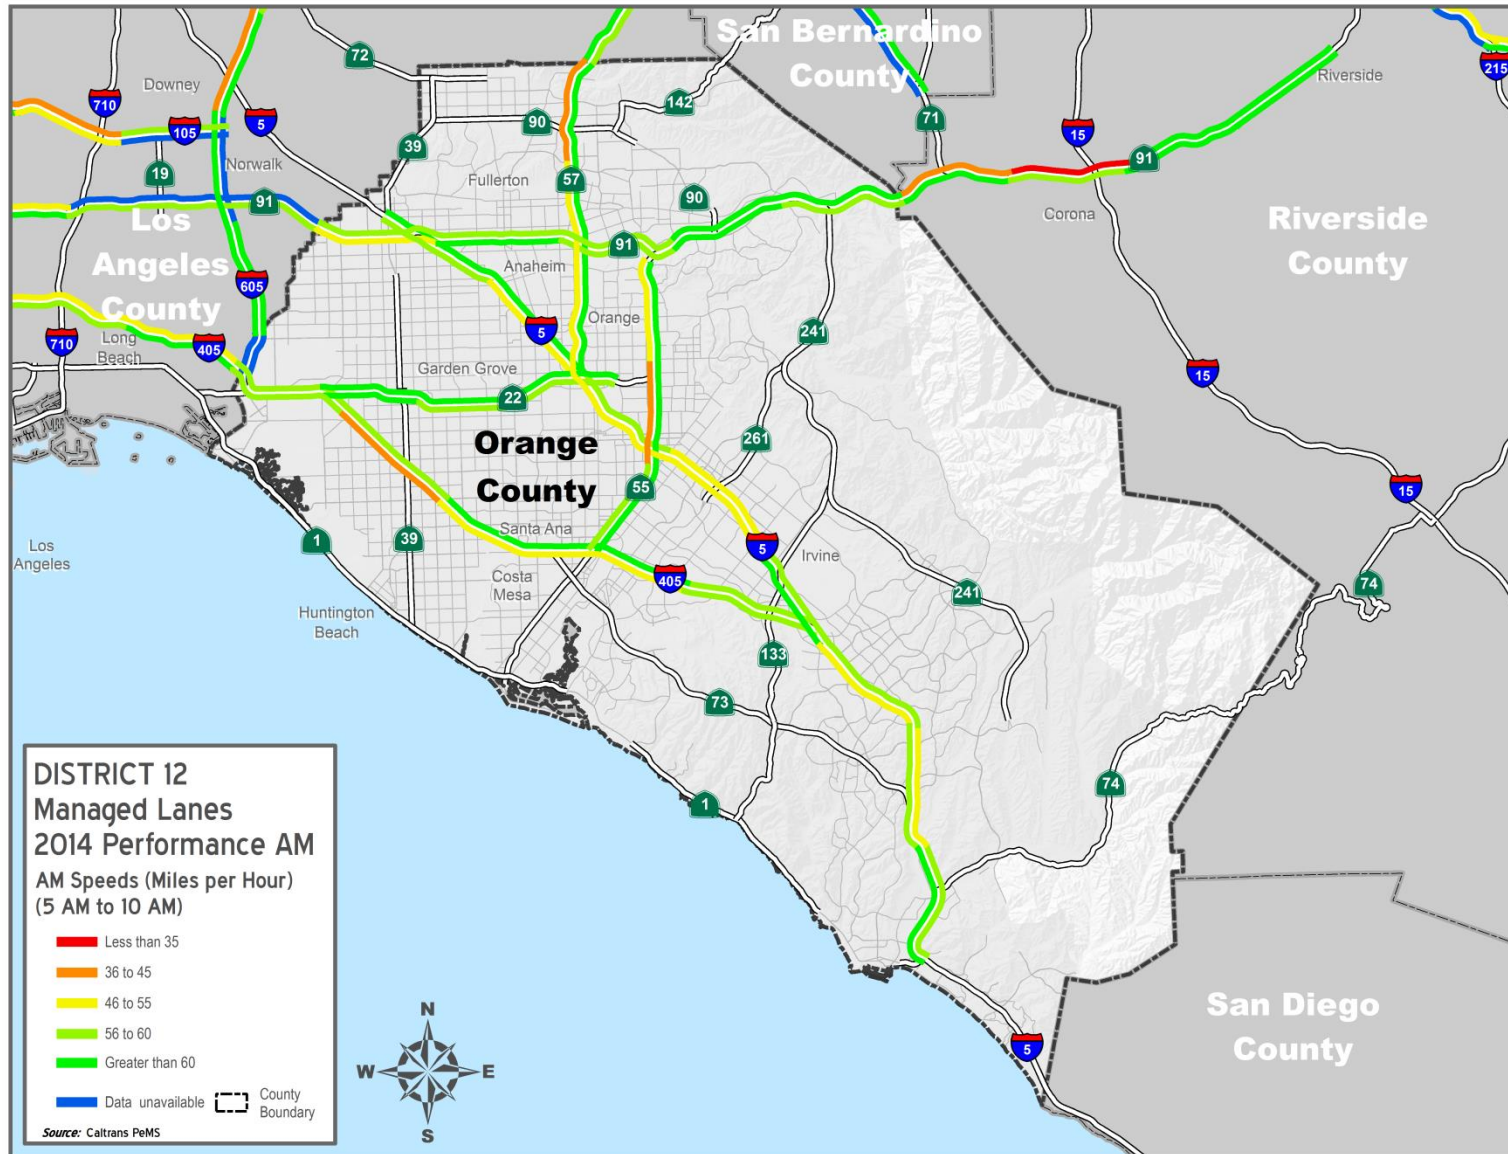 San Bernardino
County
72
Downey
710
5
105
142
90
39
71
15
215
Riverside
19
Norwalk
Fullerton
57
91
91
90
Corona
Los
Angeles
County
Riverside
County
91
Anaheim
605
Orange
5
241
710
Long
Beach
405
Garden Grove
22
15
Orange
County
261
55
15
1
39
Santa Ana
5
Irvine
Los
Angeles
Costa
Mesa
405
241
74
Huntington
Beach
133
73
74
1
DISTRICT 12
Managed Lanes
2014 Performance AM
AM Speeds (Miles per Hour)
(5 AM to 10 AM)
Less than 35
36 to 45
46 to 55
56 to 60
Greater than 60
Data unavailable
County
Boundary
Source: Caltrans PeMS
N
W E
S
San Diego
County
5